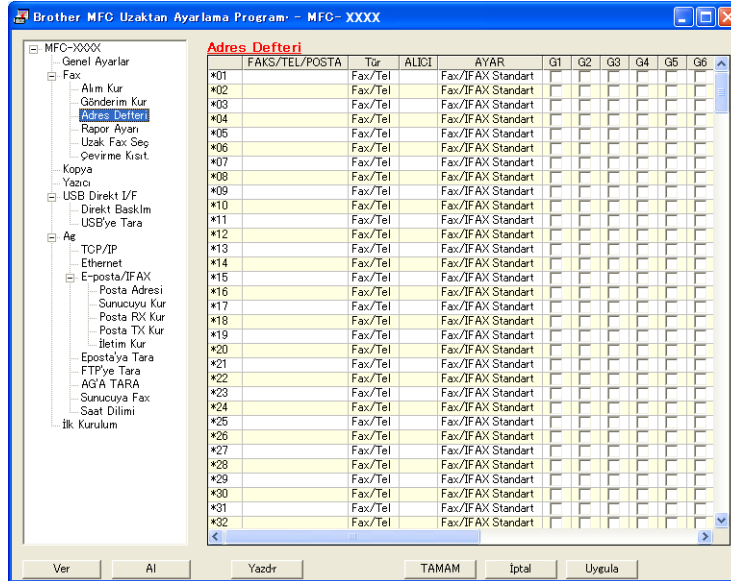 Brother MFC Uzaktan Ayarlama Program· - MFC- XXXX
MFC-XXXX
Genel Ayarlar
Fax
Alım Kur
Gönderim Kur
Adres Defteri
Rapor Ayarı
Uzak Fax Seç
Çevirme Kısıt.
Kopya
Yazıcı
USB Direkt I/F
Direkt Basklm
USB'ye Tara
Ag
TCP/IP
Ethernet
E-posta/IFAX
Posta Adresi
Sunucuyu Kur
Posta RX Kur
Posta TX Kur
İletim Kur
Eposta'ya Tara
FTP'ye Tara
AG'A TARA
Sunucuya Fax
Saat Dilimi
İlk Kurulum
Adres Defteri
FAKS/TEL/POSTA Tür ALICI AYAR G1 G2 G3 G4 G5 G6
*01 Fax/Tel Fax/IFAX Standart
*02 Fax/Tel Fax/IFAX Standart
*03 Fax/Tel Fax/IFAX Standart
*04 Fax/Tel Fax/IFAX Standart
*05 Fax/Tel Fax/IFAX Standart
*06 Fax/Tel Fax/IFAX Standart
*07 Fax/Tel Fax/IFAX Standart
*08 Fax/Tel Fax/IFAX Standart
*09 Fax/Tel Fax/IFAX Standart
*10 Fax/Tel Fax/IFAX Standart
*11 Fax/Tel Fax/IFAX Standart
*12 Fax/Tel Fax/IFAX Standart
*13 Fax/Tel Fax/IFAX Standart
*14 Fax/Tel Fax/IFAX Standart
*15 Fax/Tel Fax/IFAX Standart
*16 Fax/Tel Fax/IFAX Standart
*17 Fax/Tel Fax/IFAX Standart
*18 Fax/Tel Fax/IFAX Standart
*19 Fax/Tel Fax/IFAX Standart
*20 Fax/Tel Fax/IFAX Standart
*21 Fax/Tel Fax/IFAX Standart
*22 Fax/Tel Fax/IFAX Standart
*23 Fax/Tel Fax/IFAX Standart
*24 Fax/Tel Fax/IFAX Standart
*25 Fax/Tel Fax/IFAX Standart
*26 Fax/Tel Fax/IFAX Standart
*27 Fax/Tel Fax/IFAX Standart
*28 Fax/Tel Fax/IFAX Standart
*29 Fax/Tel Fax/IFAX Standart
*30 Fax/Tel Fax/IFAX Standart
*31 Fax/Tel Fax/IFAX Standart
*32 Fax/Tel Fax/IFAX Standart
Ver Al Yazdır TAMAM İptal Uygula